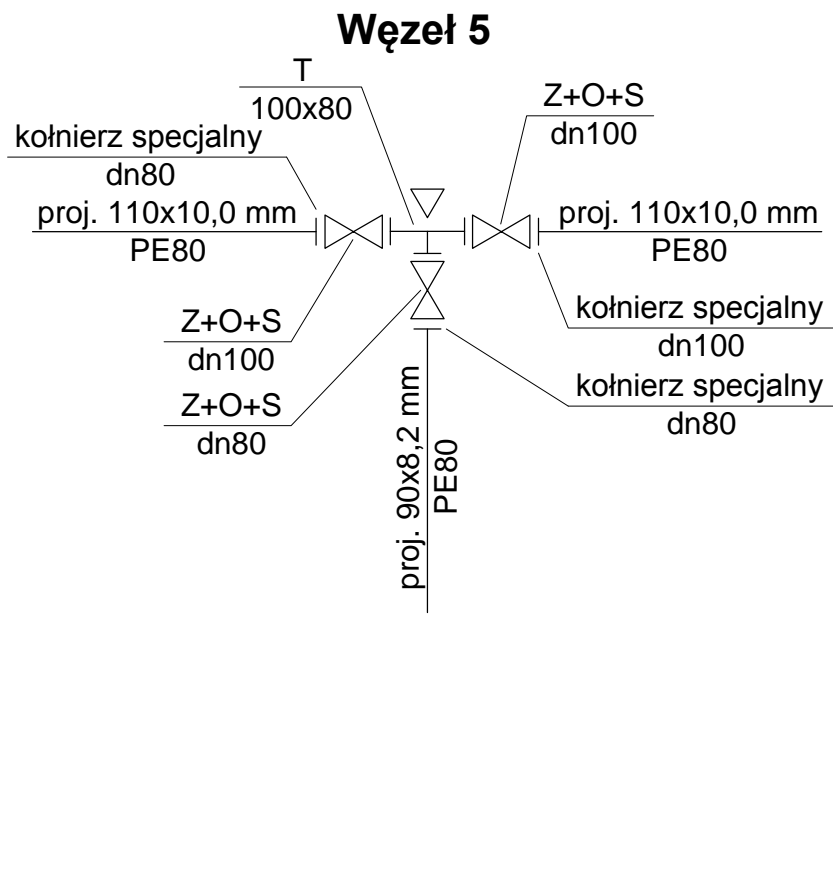 Węzeł 5
T
100x80
Z+O+S
dn100
kołnierz specjalny
dn80
proj. 110x10,0 mm
PE80
proj. 110x10,0 mm
PE80
Z+O+S
dn100
kołnierz specjalny
dn100
Z+O+S
dn80
kołnierz specjalny
dn80
proj. 90x8,2 mm
PE80